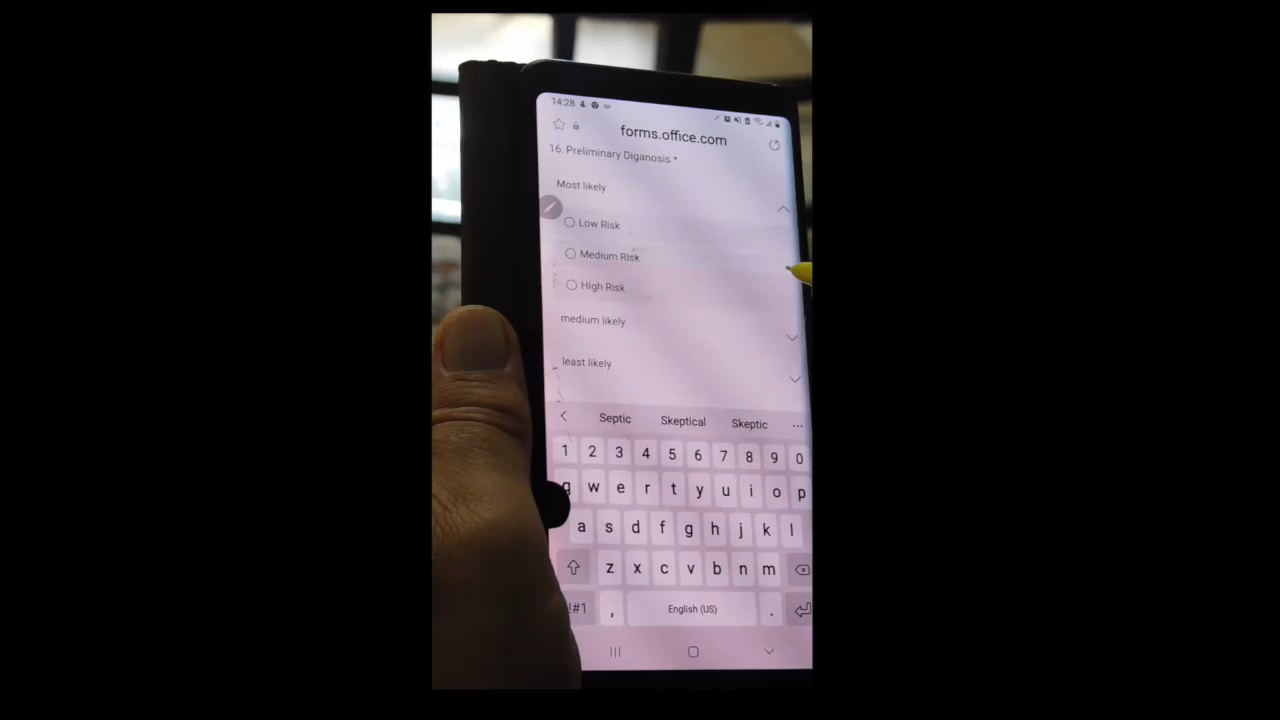 14:28
forms.office.com
16. Preliminary Diganosis *
Most likely
Low Risk
Medium Risk
High Risk
medium likely
least likely
Septic Skeptical Skeptic ...
1 2 3 4 5 6 7 8 9 0
q w e r t y u i o p
a s d f g h j k l
z x c v b n m
!#1 , English (US) .